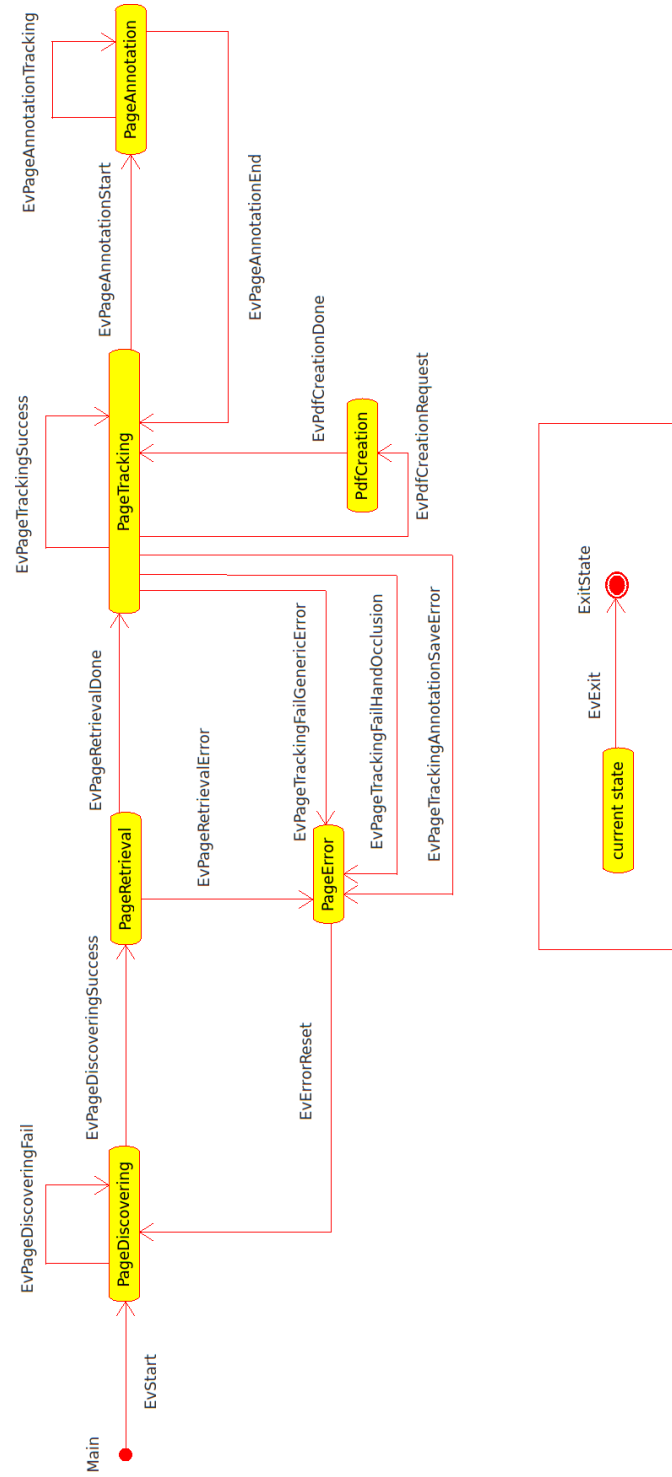 Main
EvStart
EvPageDiscoveringFail
PageDiscovering
EvPageDiscoveringSuccess
PageRetrieval
EvPageRetrievalDone
EvPageTrackingSuccess
PageTracking
EvPageAnnotationStart
EvPageAnnotationTracking
PageAnnotation
EvPageAnnotationEnd
EvPageRetrievalError
EvErrorReset
PageError
EvPageTrackingFailGenericError
EvPageTrackingFailHandOcclusion
EvPageTrackingAnnotationSaveError
EvPdfCreationDone
PdfCreation
EvPdfCreationRequest
current state
EvExit
ExitState